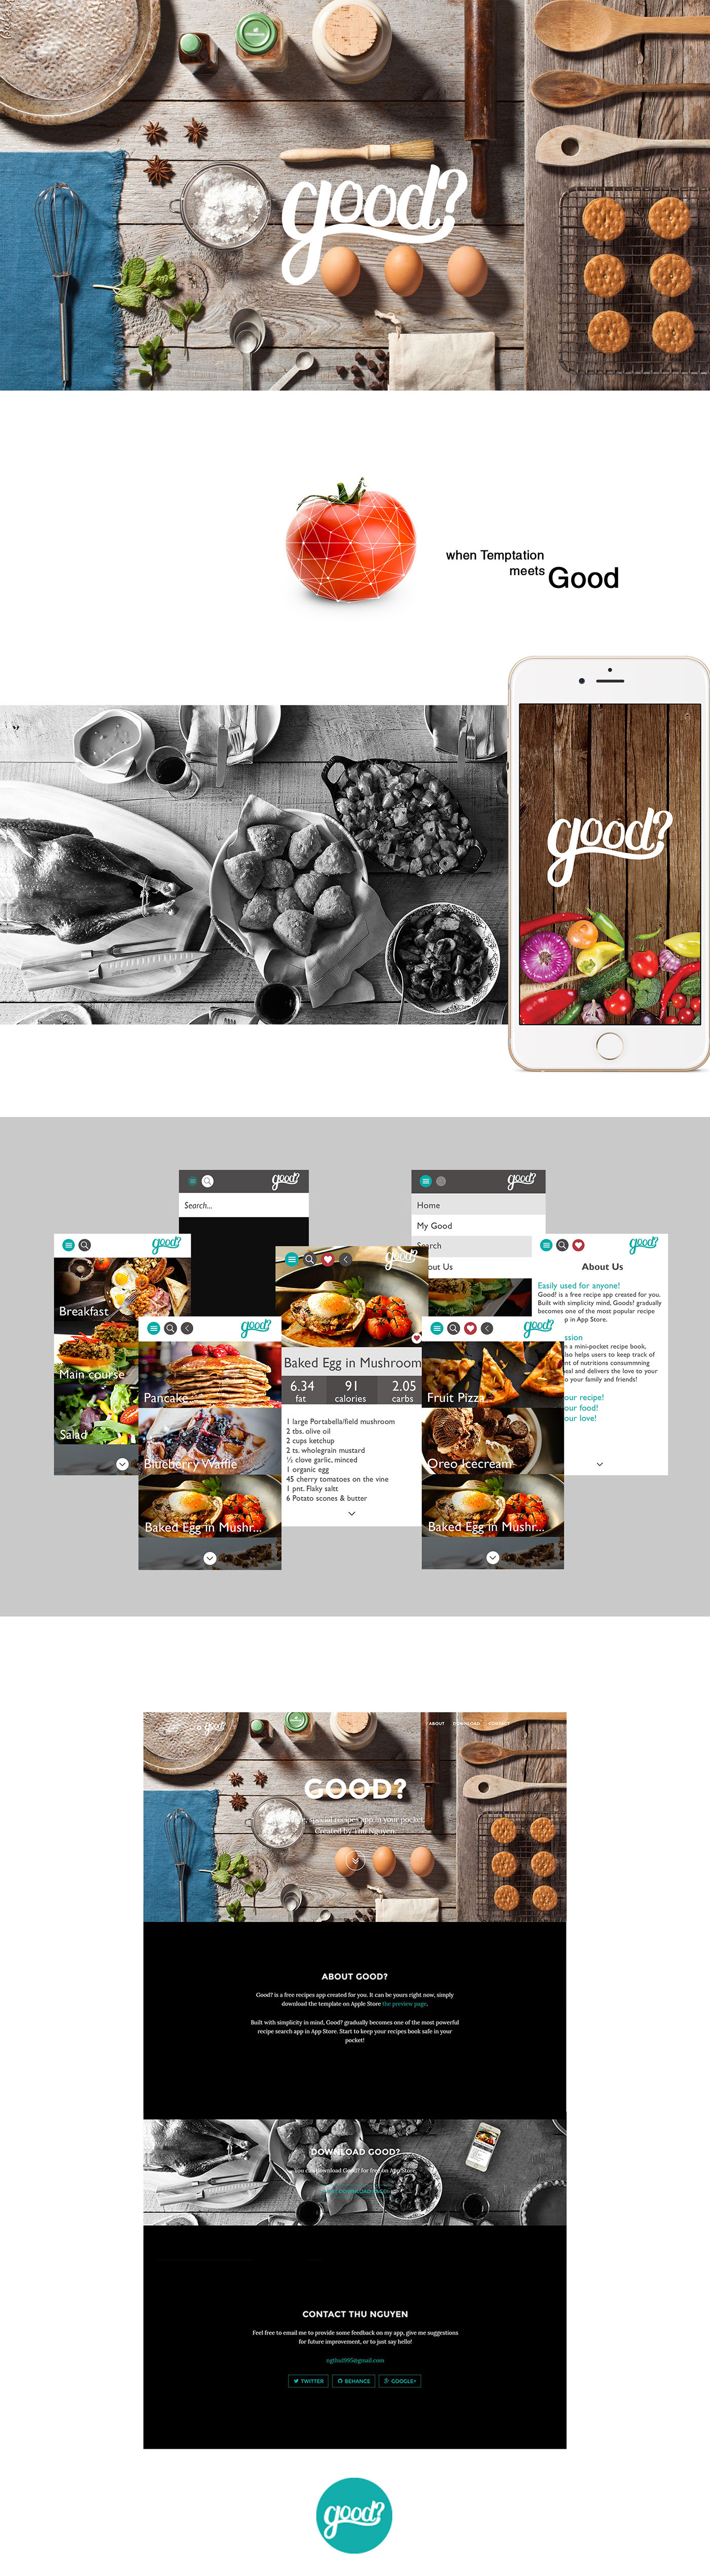 good?
when Temptation
meets Good
good?
good?
Search...
good?
Home
My Good
Search
out Us
good?
Breakfast
Main course
Salad
good?
Pancake
Blueberry Waffle
Baked Egg in Mushr...
good?
Baked Egg in Mushroom
6.34 91 2.05
fat calories carbs
1 large Portabella/field mushroom
2 tbs. olive oil
2 cups ketchup
2 ts. wholegrain mustard
½ clove garlic, minced
1 organic egg
45 cherry tomatoes on the vine
1 pnt. Flaky saltt
6 Potato scones & butter
good?
Fruit Pizza
Oreo Icecream
Baked Egg in Mushr...
good?
About Us
Easily used for anyone!
Good? is a free recipe app created for you.
Built with simplicity mind, Goods! gradually
becomes one of the most popular recipe
p in App Store.
ssion
n a mini-pocket recipe book,
lso helps users to keep track of
nt of nutritions consummning
eal and delivers the love to your
o your family and friends!
our recipe!
our food!
our love!
good?
ABOUT DOWNLOAD CONTACT
GOOD?
special recipes app in your pocket.
Created by Thu Nguyen.
ABOUT GOOD?
Good? is a free recipes app created for you. It can be yours right now, simply
download the template on Apple Store the preview page.
Built with simplicity in mind, Good? gradually becomes one of the most powerful
recipe search app in App Store. Start to keep your recipes book safe in your
pocket!
DOWNLOAD GOOD?
You can download Good? for free on App Store.
CONTACT THU NGUYEN
Feel free to email me to provide some feedback on my app, give me suggestions
for future improvement, or to just say hello!
ngthu1995@gmail.com
TWITTER BEHANCE GOOGLE+
good?